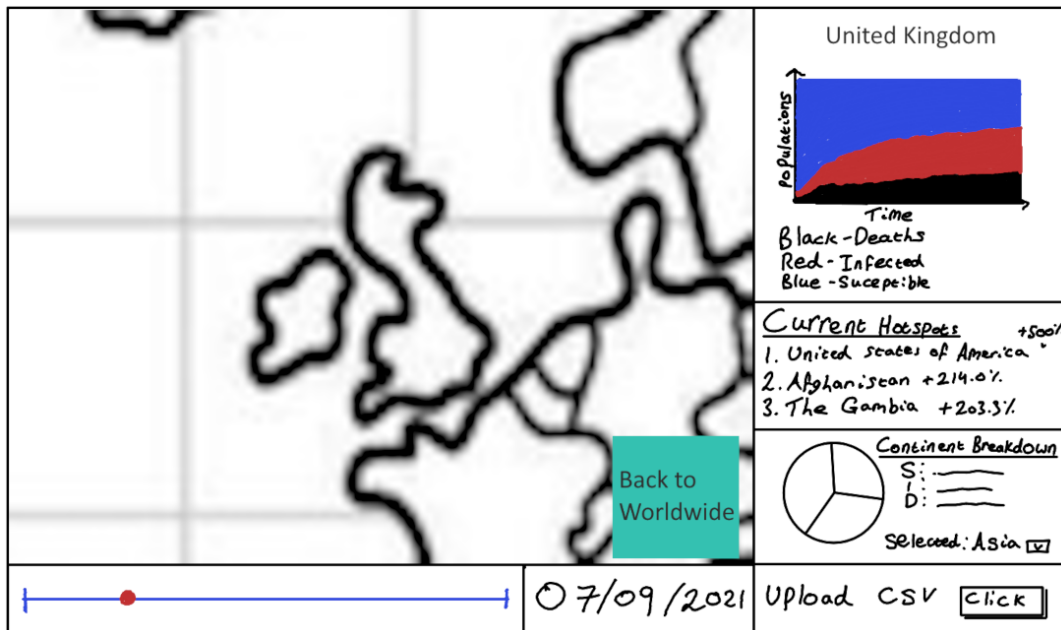 United Kingdom
Populations
Time
Black - Deaths
Red - Infected
Blue - Suceptible
Current Hotspots
1. United states of America +500%
2. Afghanistan +214.0%
3. The Gambia +203.3%
Continent Breakdown
S:
I:
D:
Selected: Asia v
Back to
Worldwide
07/09/2021
Upload CSV Click